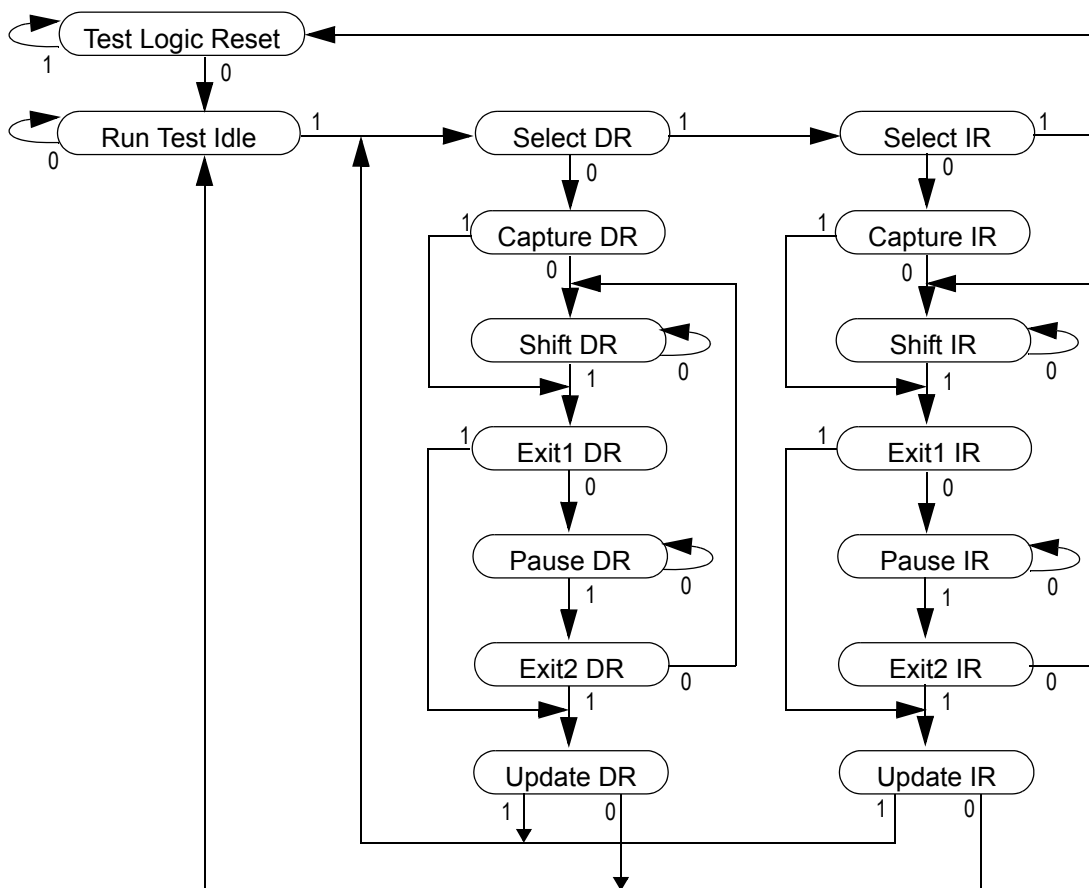 Test Logic Reset
1
0
Run Test Idle
1
0
Select DR
1
0
Select IR
1
0
1
Capture DR
0
1
Capture IR
0
Shift DR
0
1
Shift IR
0
1
1
Exit1 DR
0
1
Exit1 IR
0
Pause DR
0
1
Pause IR
0
1
Exit2 DR
0
1
Exit2 IR
0
1
Update DR
1
0
Update IR
1
0